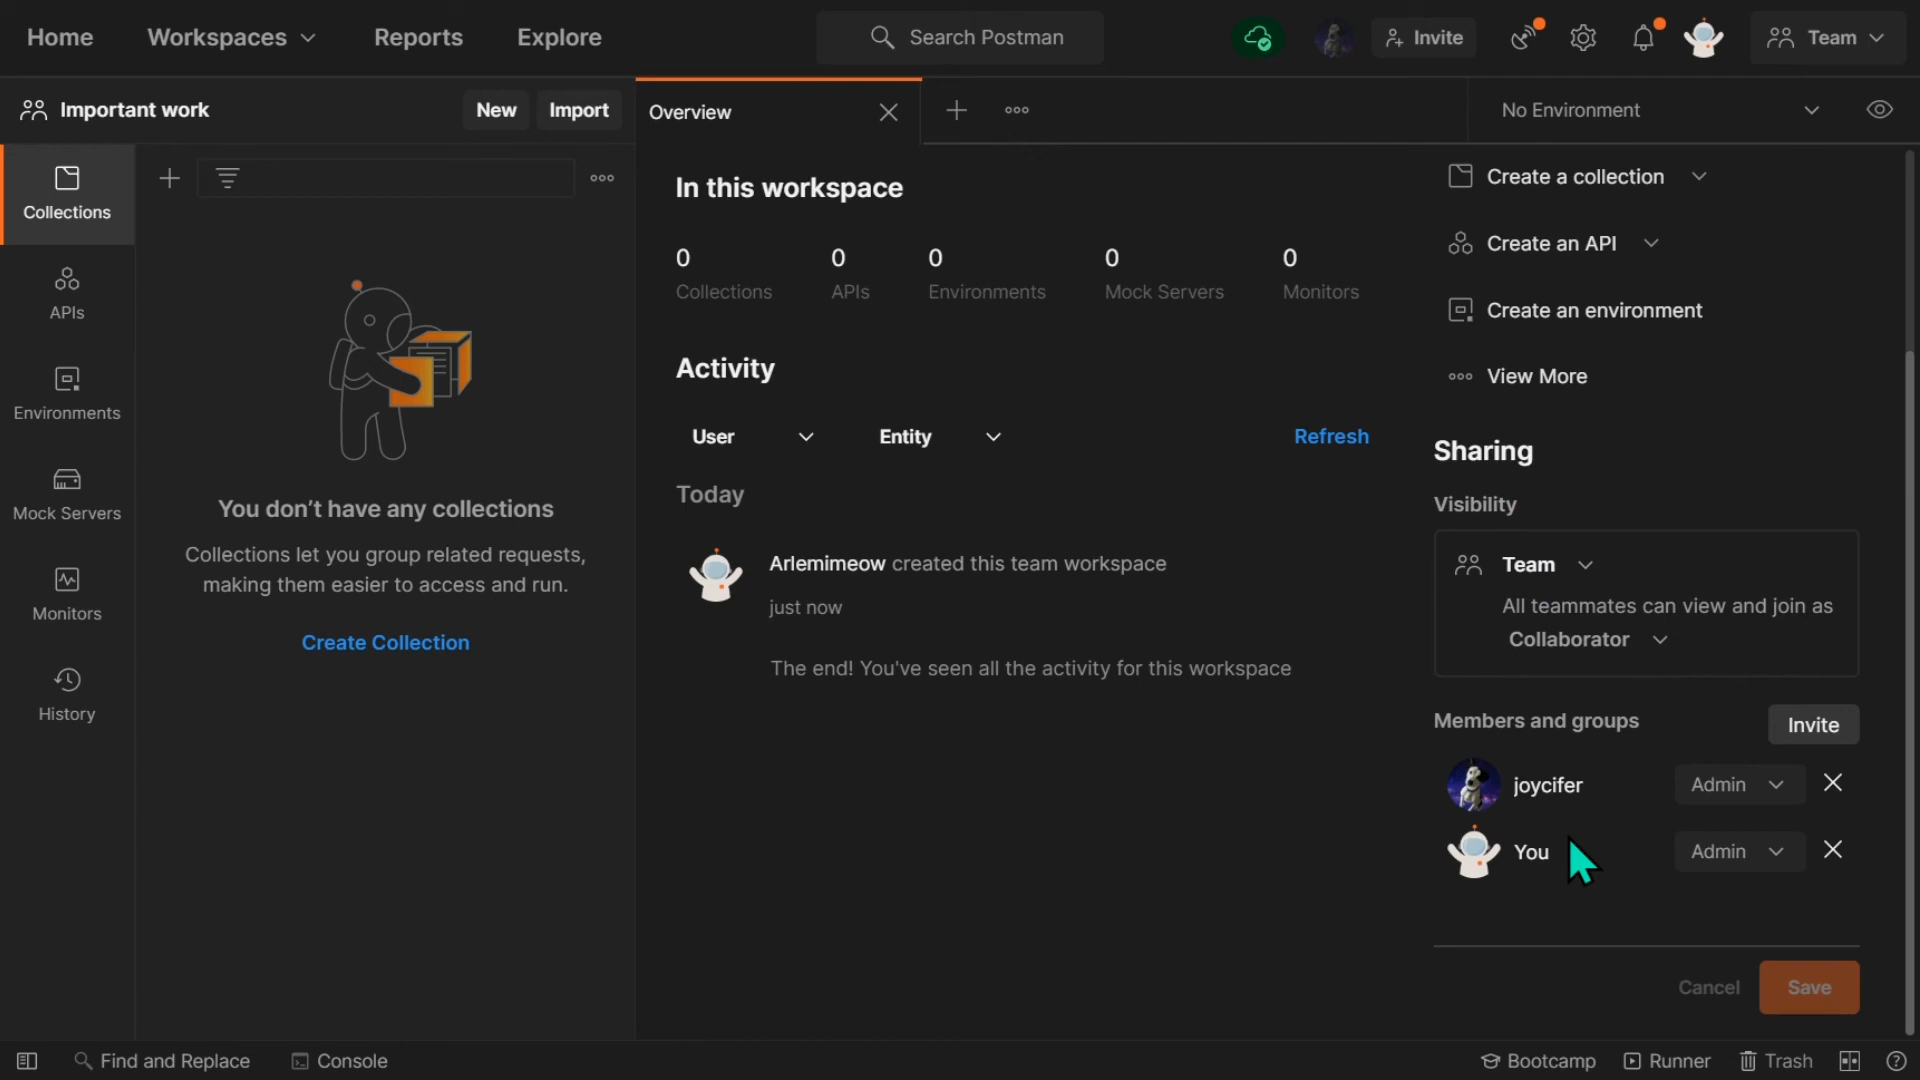 Home
Workspaces
Reports
Explore
Search Postman
Invite
Team
Important work
New
Import
Overview
No Environment
Collections
APIs
Environments
Mock Servers
Monitors
History
You don’t have any collections
Collections let you group related requests,
making them easier to access and run.
Create Collection
In this workspace
0
0
0
0
0
Collections
APIs
Environments
Mock Servers
Monitors
Activity
User
Entity
Refresh
Today
Arlemimeow created this team workspace
just now
The end! You've seen all the activity for this workspace
Create a collection
Create an API
Create an environment
View More
Sharing
Visibility
Team
All teammates can view and join as
Collaborator
Members and groups
Invite
joycifer
Admin
You
Admin
Cancel
Save
Find and Replace
Console
Bootcamp
Runner
Trash